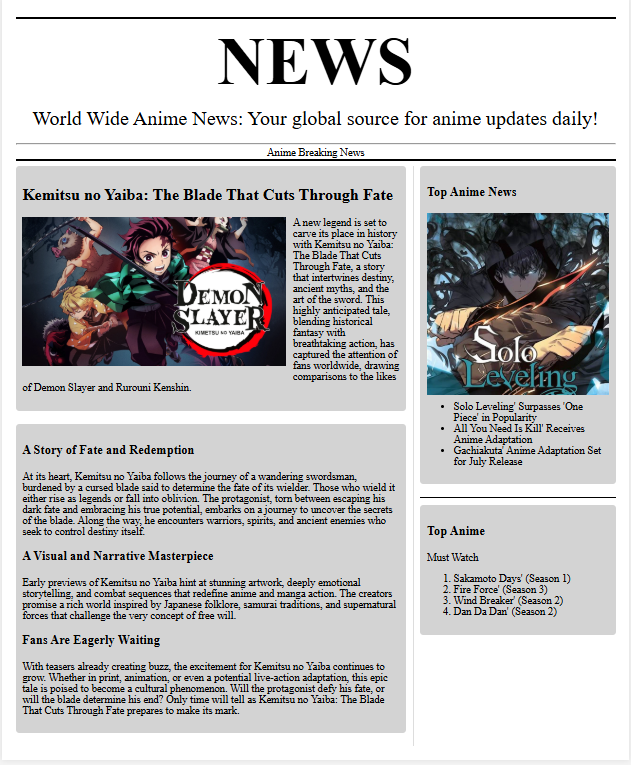 NEWS
World Wide Anime News: Your global source for anime updates daily!
Anime Breaking News
Kemitsu no Yaiba: The Blade That Cuts Through Fate
DEMON
SLAYER
KIMETSU NO YAIBA
A new legend is set to
carve its place in history
with Kemitsu no Yaiba:
The Blade That Cuts
Through Fate, a story
that intertwines destiny,
ancient myths, and the
art of the sword. This
highly anticipated tale,
blending historical
fantasy with
breathtaking action, has
captured the attention of
fans worldwide, drawing
comparisons to the likes
of Demon Slayer and Rurouni Kenshin.
A Story of Fate and Redemption
At its heart, Kemitsu no Yaiba follows the journey of a wandering swordsman,
burdened by a cursed blade said to determine the fate of its wielder. Those who wield it
either rise as legends or fall into oblivion. The protagonist, torn between escaping his
dark fate and embracing his true potential, embarks on a journey to uncover the secrets
of the blade. Along the way, he encounters warriors, spirits, and ancient enemies who
seek to control destiny itself.
A Visual and Narrative Masterpiece
Early previews of Kemitsu no Yaiba hint at stunning artwork, deeply emotional
storytelling, and combat sequences that redefine anime and manga action. The creators
promise a rich world inspired by Japanese folklore, samurai traditions, and supernatural
forces that challenge the very concept of free will.
Fans Are Eagerly Waiting
With teasers already creating buzz, the excitement for Kemitsu no Yaiba continues to
grow. Whether in print, animation, or even a potential live-action adaptation, this epic
tale is poised to become a cultural phenomenon. Will the protagonist defy his fate, or
will the blade determine his end? Only time will tell as Kemitsu no Yaiba: The Blade
That Cuts Through Fate prepares to make its mark.
Top Anime News
Solo
Leveling
• Solo Leveling' Surpasses 'One
Piece' in Popularity
• All You Need Is Kill' Receives
Anime Adaptation
• Gachiakuta' Anime Adaptation Set
for July Release
Top Anime
Must Watch
1. Sakamoto Days' (Season 1)
2. Fire Force' (Season 3)
3. Wind Breaker' (Season 2)
4. Dan Da Dan' (Season 2)